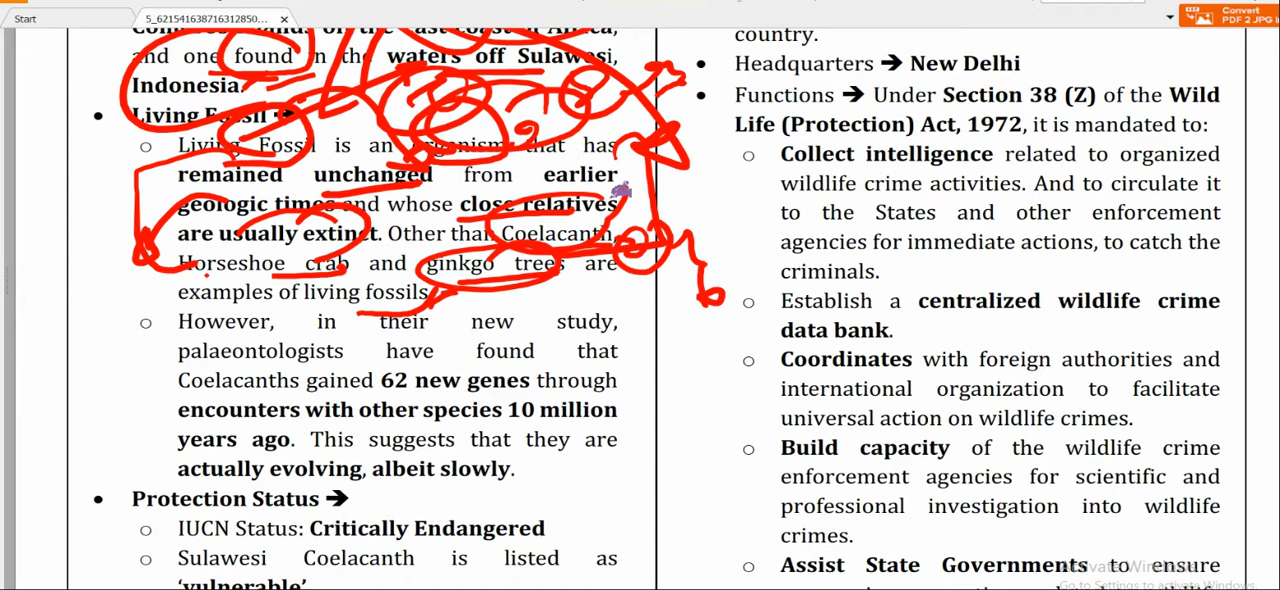 Start
5_621541638716312850...
Convert
PDF 2 JPG
and one found in the waters off Sulawesi,
Indonesia.
Living Fossil ➔
Living Fossil is an organism that has
remained unchanged from earlier
geologic times and whose close relatives
are usually extinct. Other than Coelacanth,
Horseshoe crab and ginkgo trees are
examples of living fossils.
However, in their new study,
palaeontologists have found that
Coelacanths gained 62 new genes through
encounters with other species 10 million
years ago. This suggests that they are
actually evolving, albeit slowly.
Protection Status ➔
IUCN Status: Critically Endangered
Sulawesi Coelacanth is listed as
'vulnerable'
country.
Headquarters ➔ New Delhi
Functions ➔ Under Section 38 (Z) of the Wild
Life (Protection) Act, 1972, it is mandated to:
Collect intelligence related to organized
wildlife crime activities. And to circulate it
to the States and other enforcement
agencies for immediate actions, to catch the
criminals.
Establish a centralized wildlife crime
data bank.
Coordinates with foreign authorities and
international organization to facilitate
universal action on wildlife crimes.
Build capacity of the wildlife crime
enforcement agencies for scientific and
professional investigation into wildlife
crimes.
Assist State Governments to ensure
Activate Windows
Go to Settings to activate Windows.